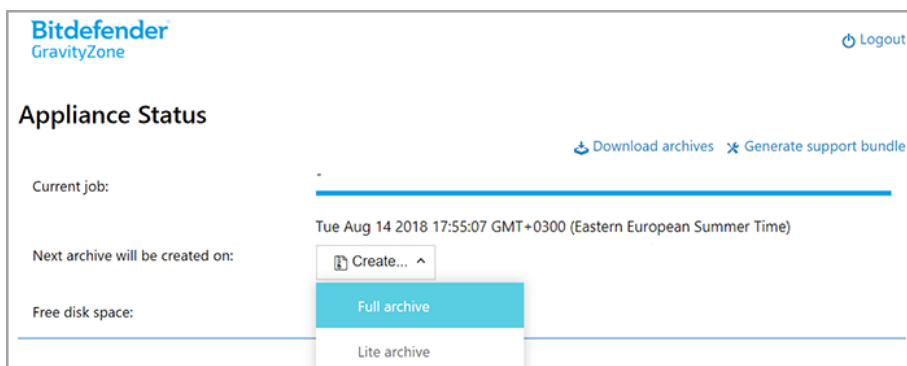 Bitdefender
GravityZone
Logout
Appliance Status
Download archives Generate support bundle
Current job:
-
Tue Aug 14 2018 17:55:07 GMT+0300 (Eastern European Summer Time)
Next archive will be created on:
Create...
Free disk space:
Full archive
Lite archive